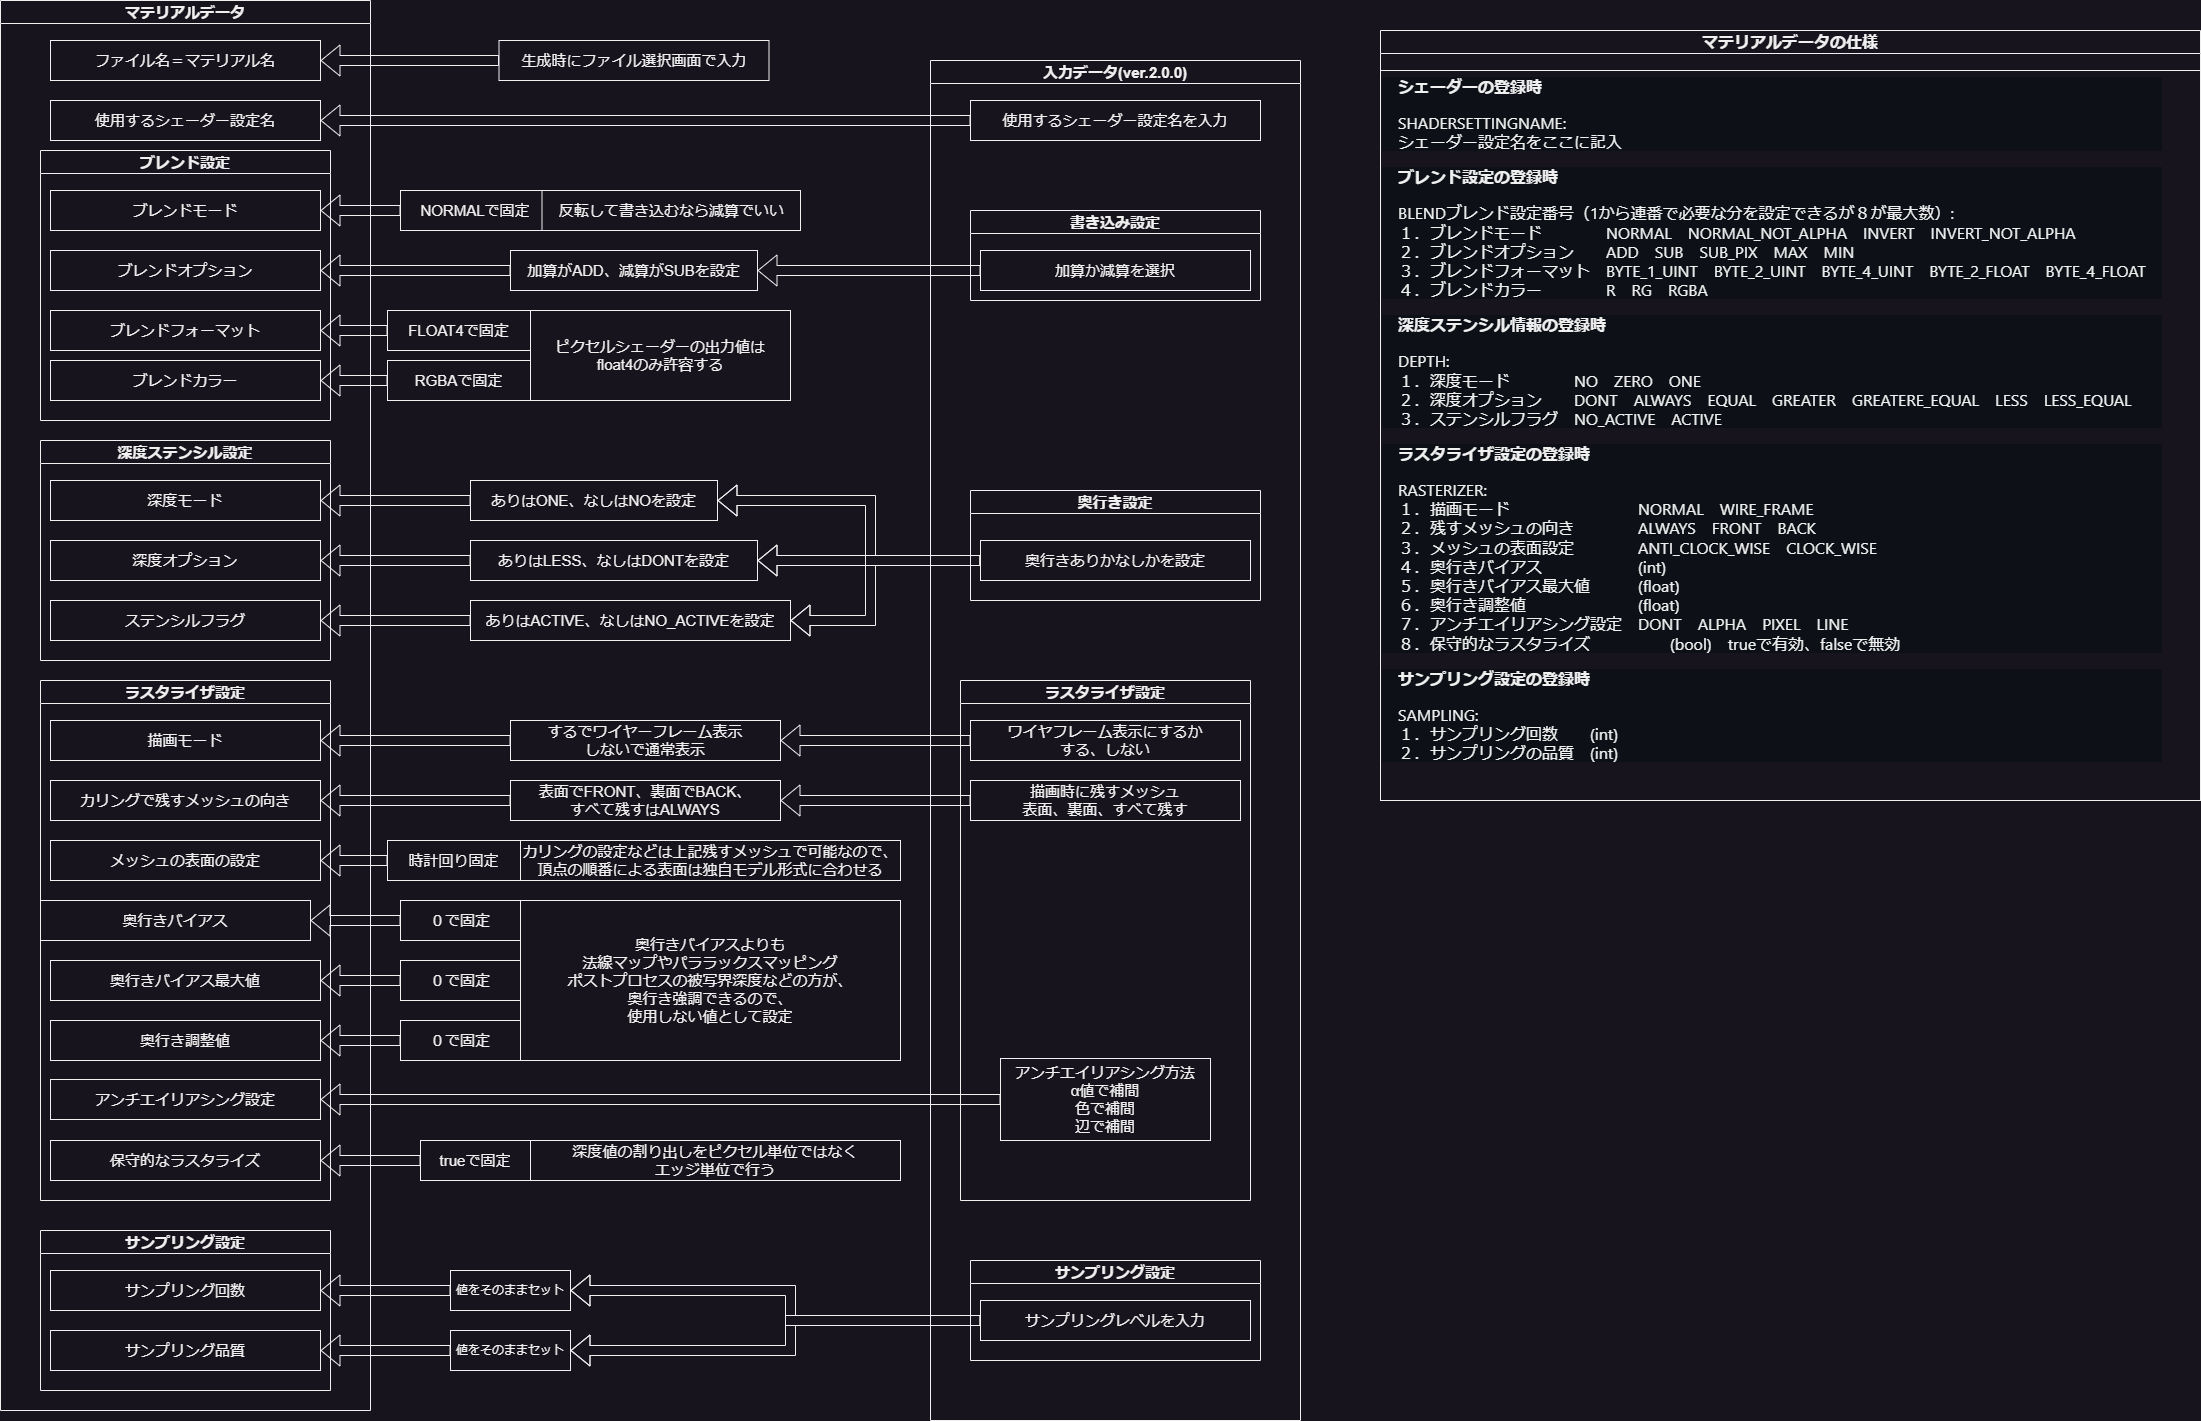 マテリアルデータ
ファイル名＝マテリアル名
生成時にファイル選択画面で入力
入力データ(ver.2.0.0)
使用するシェーダー設定名
使用するシェーダー設定名を入力
ブレンド設定
ブレンドモード
NORMALで固定
反転して書き込むなら減算でいい
書き込み設定
ブレンドオプション
加算がADD、減算がSUBを設定
加算か減算を選択
ブレンドフォーマット
FLOAT4で固定
ピクセルシェーダーの出力値は
float4のみ許容する
ブレンドカラー
RGBAで固定
深度ステンシル設定
深度モード
ありはONE、なしはNOを設定
奥行き設定
深度オプション
ありはLESS、なしはDONTを設定
奥行きありかなしかを設定
ステンシルフラグ
ありはACTIVE、なしはNO_ACTIVEを設定
ラスタライザ設定
ラスタライザ設定
描画モード
するでワイヤーフレーム表示
しないで通常表示
ワイヤフレーム表示にするか
する、しない
カリングで残すメッシュの向き
表面でFRONT、裏面でBACK、
すべて残すはALWAYS
描画時に残すメッシュ
表面、裏面、すべて残す
メッシュの表面の設定
時計回り固定
カリングの設定などは上記残すメッシュで可能なので、
頂点の順番による表面は独自モデル形式に合わせる
奥行きバイアス
０で固定
奥行きバイアスよりも
法線マップやパララックスマッピング
ポストプロセスの被写界深度などの方が、
奥行き強調できるので、
使用しない値として設定
奥行きバイアス最大値
０で固定
奥行き調整値
０で固定
アンチエイリアシング設定
アンチエイリアシング方法
α値で補間
色で補間
辺で補間
保守的なラスタライズ
trueで固定
深度値の割り出しをピクセル単位ではなく
エッジ単位で行う
サンプリング設定
サンプリング回数
値をそのままセット
サンプリング設定
サンプリングレベルを入力
サンプリング品質
値をそのままセット
マテリアルデータの仕様
シェーダーの登録時
SHADERSETTINGNAME:
シェーダー設定名をここに記入
ブレンド設定の登録時
BLENDブレンド設定番号（1から連番で必要な分を設定できるが８が最大数）:
１．ブレンドモード　　　　NORMAL　NORMAL_NOT_ALPHA　INVERT　INVERT_NOT_ALPHA
２．ブレンドオプション　　ADD　SUB　SUB_PIX　MAX　MIN
３．ブレンドフォーマット　BYTE_1_UINT　BYTE_2_UINT　BYTE_4_UINT　BYTE_2_FLOAT　BYTE_4_FLOAT
４．ブレンドカラー　　　　R　RG　RGBA
深度ステンシル情報の登録時
DEPTH:
１．深度モード　　　　NO　ZERO　ONE
２．深度オプション　　DONT　ALWAYS　EQUAL　GREATER　GREATERE_EQUAL　LESS　LESS_EQUAL
３．ステンシルフラグ　NO_ACTIVE　ACTIVE
ラスタライザ設定の登録時
RASTERIZER:
１．描画モード　　　　　　　　NORMAL　WIRE_FRAME
２．残すメッシュの向き　　　　ALWAYS　FRONT　BACK
３．メッシュの表面設定　　　　ANTI_CLOCK_WISE　CLOCK_WISE
４．奥行きバイアス　　　　　　(int)
５．奥行きバイアス最大値　　　(float)
６．奥行き調整値　　　　　　　(float)
７．アンチエイリアシング設定　DONT　ALPHA　PIXEL　LINE
８．保守的なラスタライズ　　　　　(bool)　trueで有効、falseで無効
サンプリング設定の登録時
SAMPLING:
１．サンプリング回数　　(int)
２．サンプリングの品質　(int)